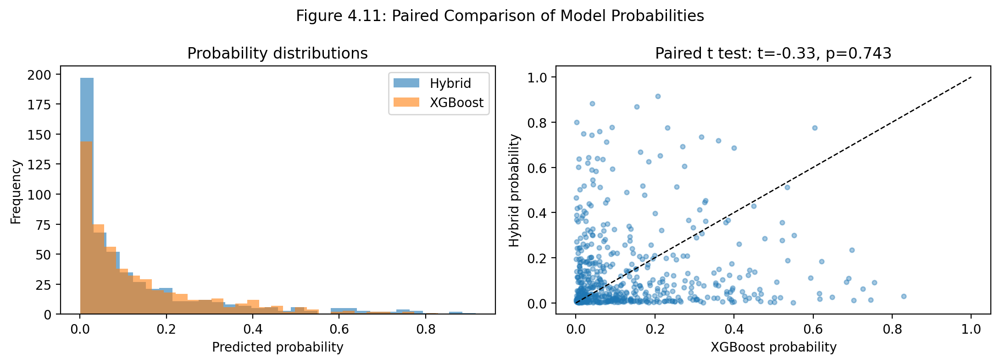 Figure 4.11: Paired Comparison of Model Probabilities
Probability distributions
200
175
150
125
100
75
50
25
0
Frequency
Hybrid
XGBoost
0.0 0.2 0.4 0.6 0.8
Predicted probability
Paired t test: t=-0.33, p=0.743
1.0
0.8
0.6
0.4
0.2
0.0
Hybrid probability
0.0 0.2 0.4 0.6 0.8 1.0
XGBoost probability